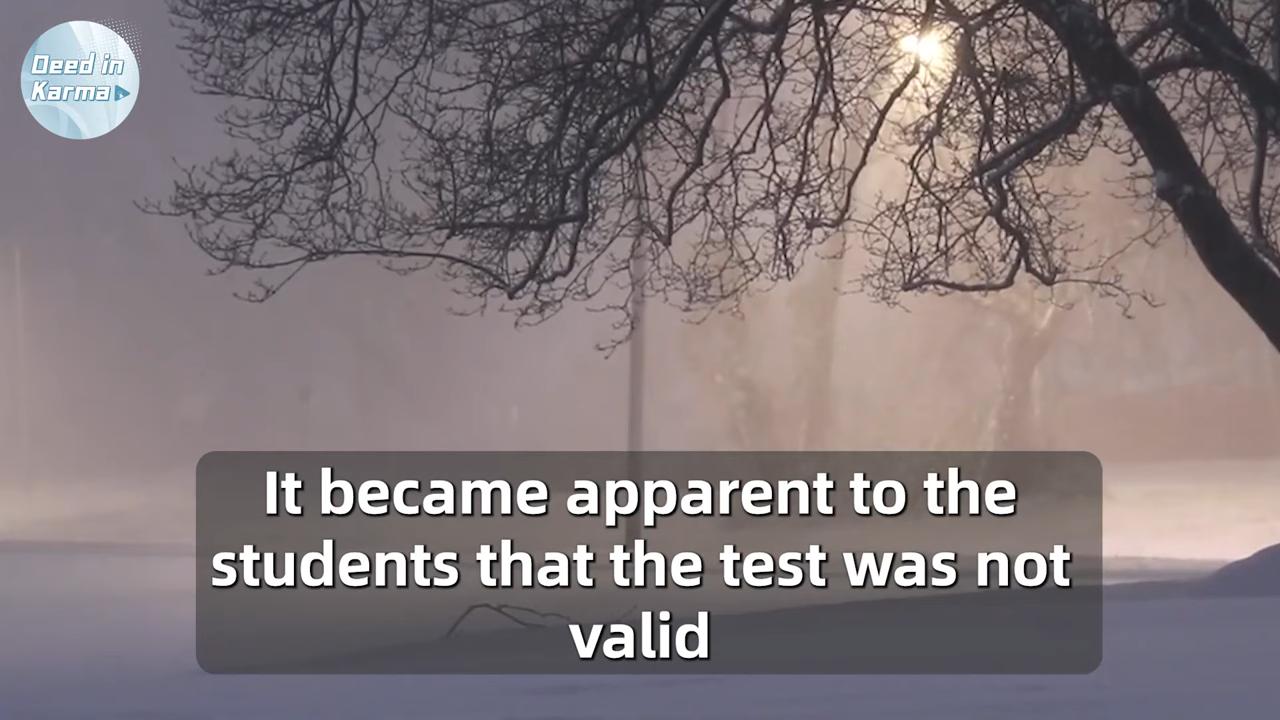 Deed in
Karma
It became apparent to the
students that the test was not
valid